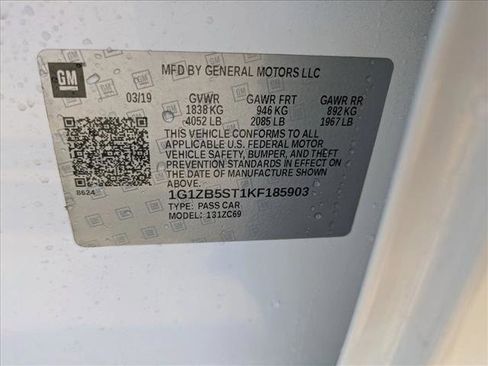 GM
MFD BY GENERAL MOTORS LLC
03/19 GVWR GAWR FRT GAWR RR
1838 KG 946 KG 892 KG
4052 LB 2085 LB 1967 LB
THIS VEHICLE CONFORMS TO ALL
APPLICABLE U.S. FEDERAL MOTOR
VEHICLE SAFETY, BUMPER, AND THEFT
PREVENTION STANDARDS IN EFFECT ON
THE DATE OF MANUFACTURE SHOWN ABOVE.
8624 1G1ZB5ST1KF185903
TYPE: PASS CAR
MODEL: 131ZC69